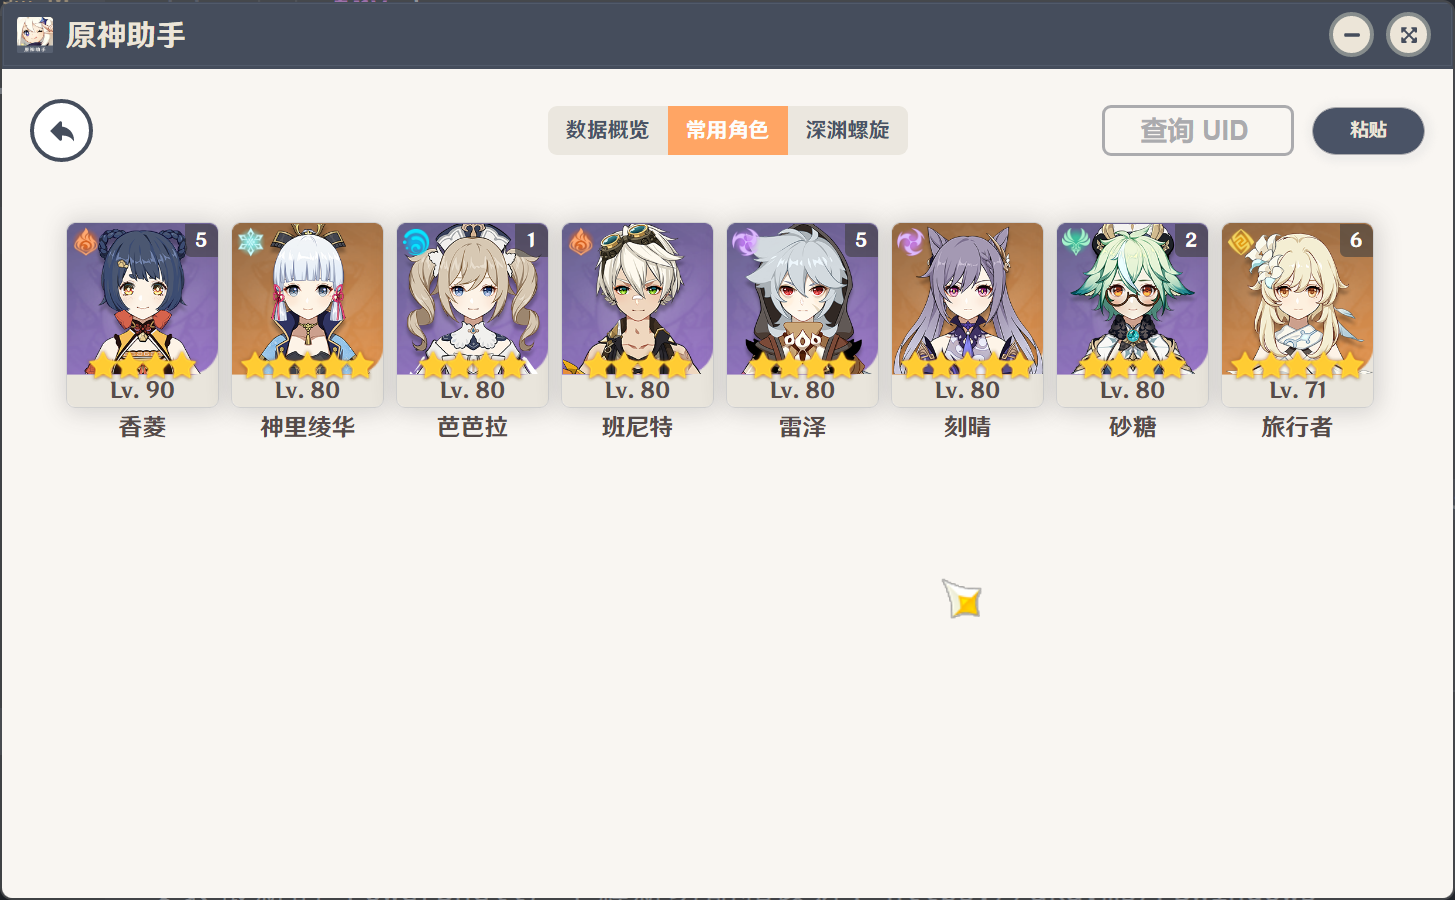 原神助手
数据概览 常用角色 深渊螺旋 查询 UID 粘贴
5 1 5 2 6
Lv. 90 Lv. 80 Lv. 80 Lv. 80 Lv. 80 Lv. 80 Lv. 80 Lv. 71
香菱 神里绫华 芭芭拉 班尼特 雷泽 刻晴 砂糖 旅行者